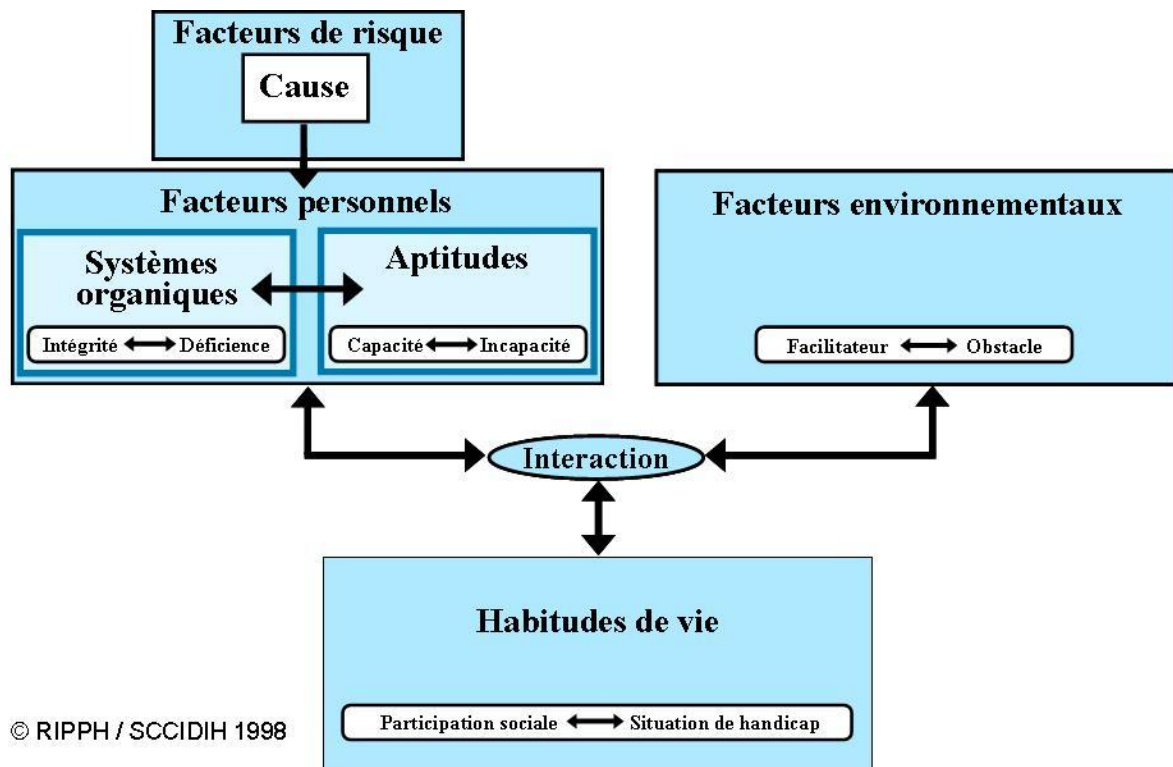 Facteurs de risque
Cause
Facteurs personnels
Systèmes
organiques
Intégrité Déficience
Aptitudes
Capacité Incapacité
Facteurs environnementaux
Facilitateur Obstacle
Interaction
Habitudes de vie
Participation sociale Situation de handicap
© RIPPH / SCCIDIH 1998